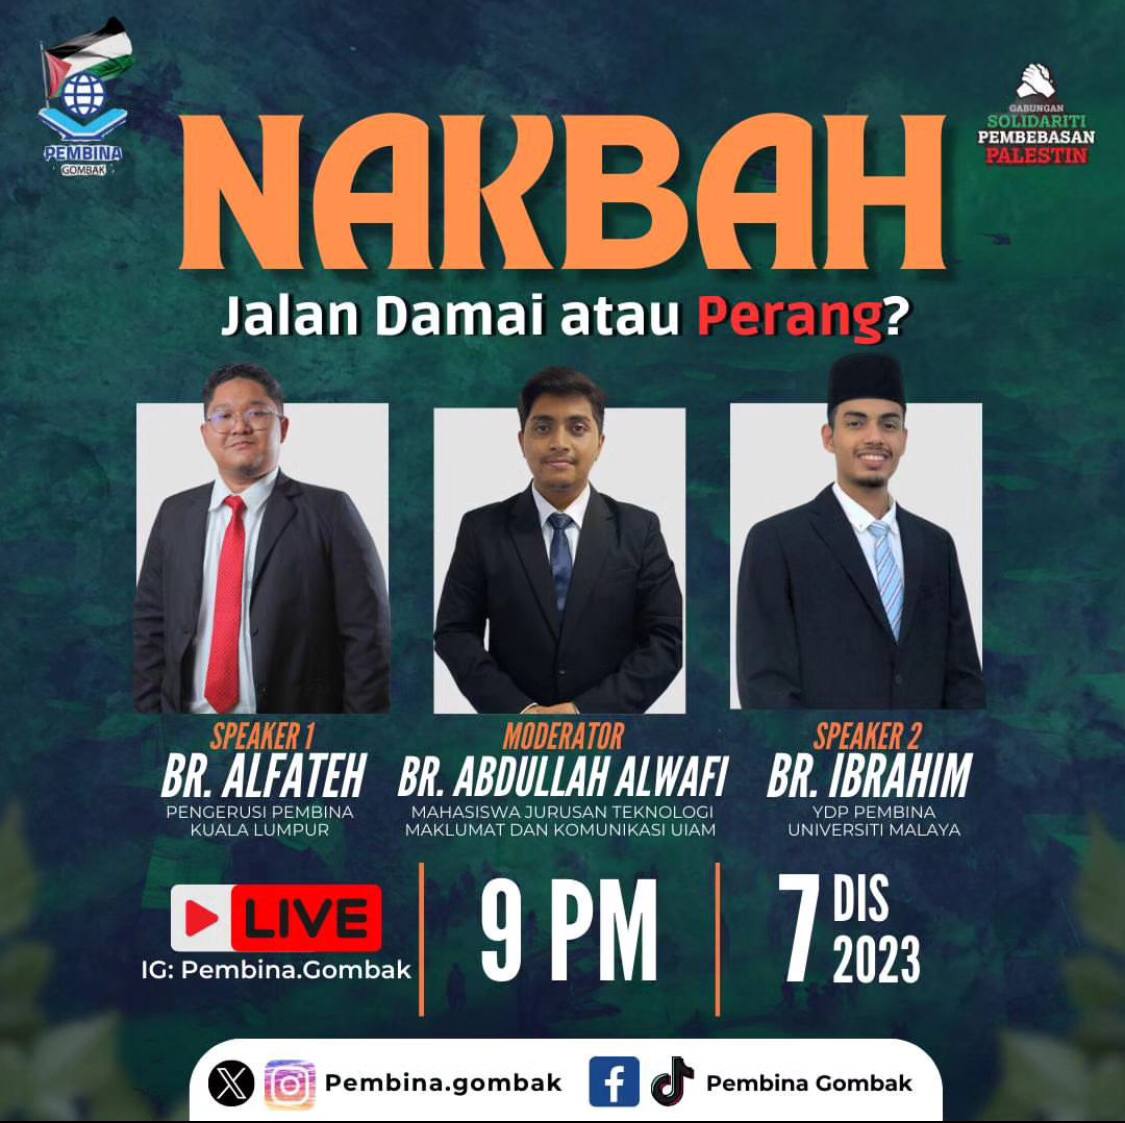 PEMBINA
GOMBAK
GABUNGAN
SOLIDARITI
PEMBEBASAN
PALESTIN
NAKBAH
Jalan Damai atau Perang?
SPEAKER 1
BR. ALFATEH
PENGERUSI PEMBINA
KUALA LUMPUR
MODERATOR
BR. ABDULLAH ALWAFI
MAHASISWA JURUSAN TEKNOLOGI
MAKLUMAT DAN KOMUNIKASI UIAM
SPEAKER 2
BR. IBRAHIM
YDP PEMBINA
UNIVERSITI MALAYA
LIVE
IG: Pembina.Gombak
9 PM
7 DIS
2023
Pembina.gombak
Pembina Gombak